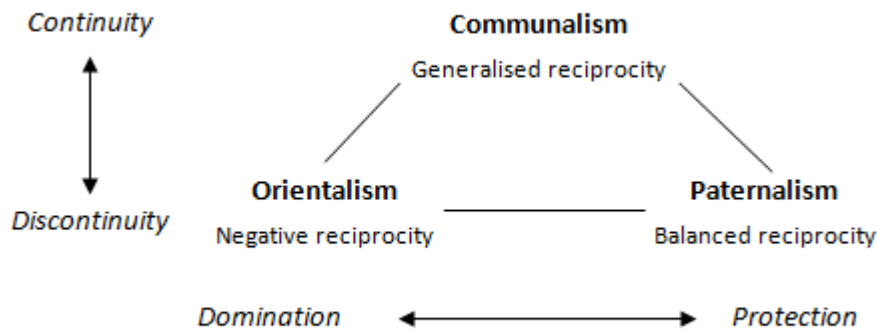 Continuity
Communalism
Generalised reciprocity
Orientalism
Paternalism
Discontinuity
Negative reciprocity
Balanced reciprocity
Domination
Protection